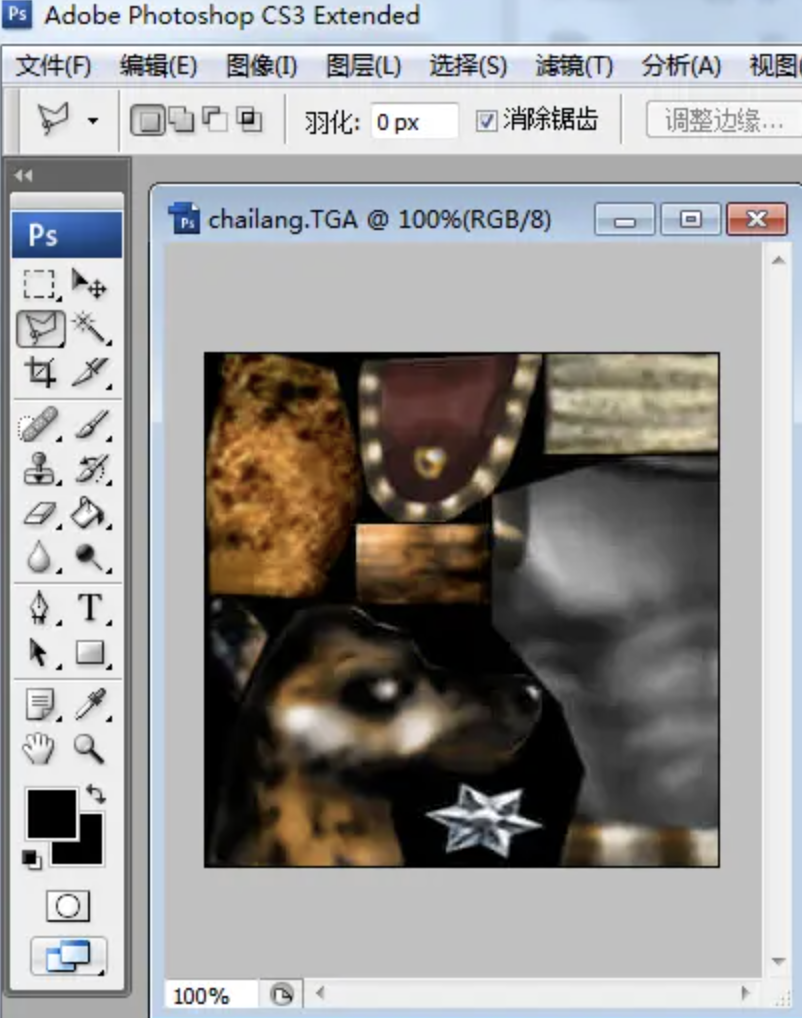 Ps Adobe Photoshop CS3 Extended
文件(F) 编辑(E) 图像(I) 图层(L) 选择(S) 滤镜(T) 分析(A) 视图(
羽化: 0 px 消除锯齿 调整边缘...
Ps
Ps chailang.TGA @ 100%(RGB/8)
T
100%